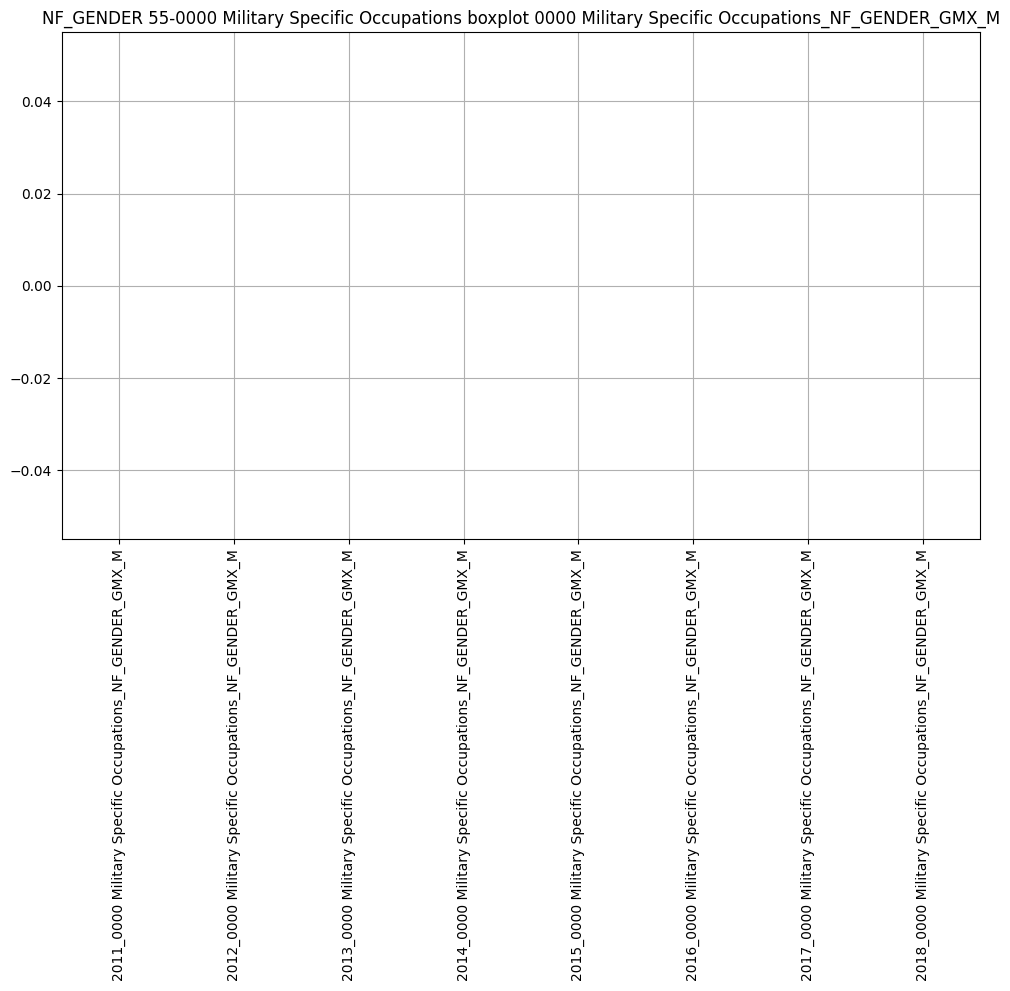 NF_GENDER 55-0000 Military Specific Occupations boxplot 0000 Military Specific Occupations_NF_GENDER_GMX_M
0.04
0.02
0.00
−0.02
−0.04
2011_0000 Military Specific Occupations_NF_GENDER_GMX_M
2012_0000 Military Specific Occupations_NF_GENDER_GMX_M
2013_0000 Military Specific Occupations_NF_GENDER_GMX_M
2014_0000 Military Specific Occupations_NF_GENDER_GMX_M
2015_0000 Military Specific Occupations_NF_GENDER_GMX_M
2016_0000 Military Specific Occupations_NF_GENDER_GMX_M
2017_0000 Military Specific Occupations_NF_GENDER_GMX_M
2018_0000 Military Specific Occupations_NF_GENDER_GMX_M